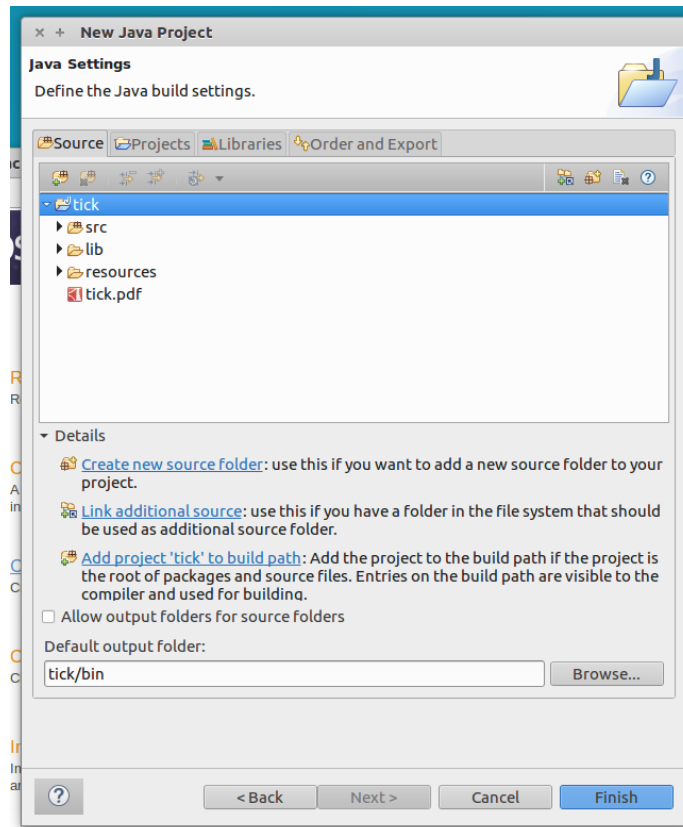 New Java Project
Java Settings
Define the Java build settings.
Source Projects Libraries Order and Export
tick
src
lib
resources
tick.pdf
Details
Create new source folder: use this if you want to add a new source folder to your
project.
Link additional source: use this if you have a folder in the file system that should
be used as additional source folder.
Add project 'tick' to build path: Add the project to the build path if the project is
the root of packages and source files. Entries on the build path are visible to the
compiler and used for building.
Allow output folders for source folders
Default output folder:
tick/bin Browse...
< Back Next > Cancel Finish